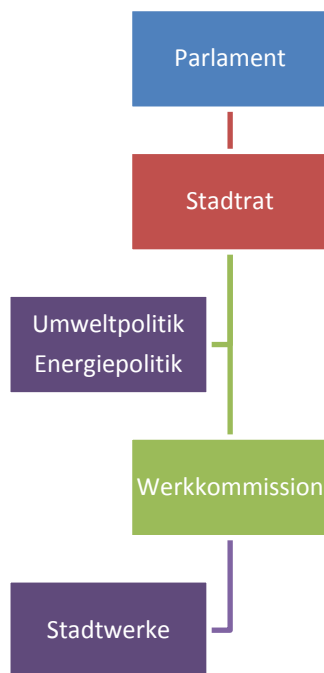 Parlament
Stadtrat
Umweltpolitik
Energiepolitik
Werkkommission
Stadtwerke